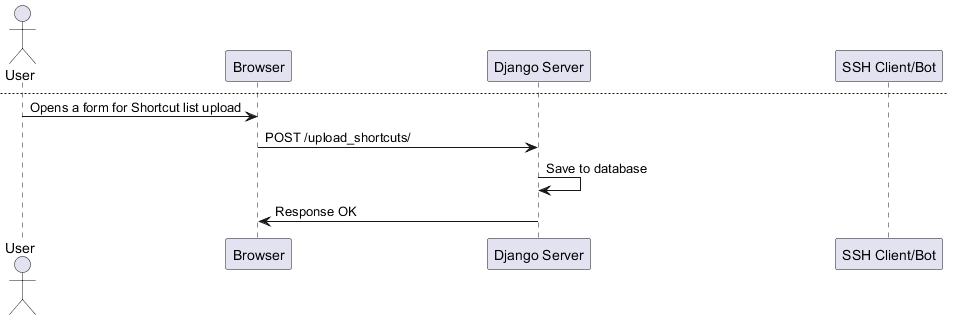 User
Browser
Django Server
SSH Client/Bot
Opens a form for Shortcut list upload
POST /upload_shortcuts/
Save to database
Response OK
User
Browser
Django Server
SSH Client/Bot